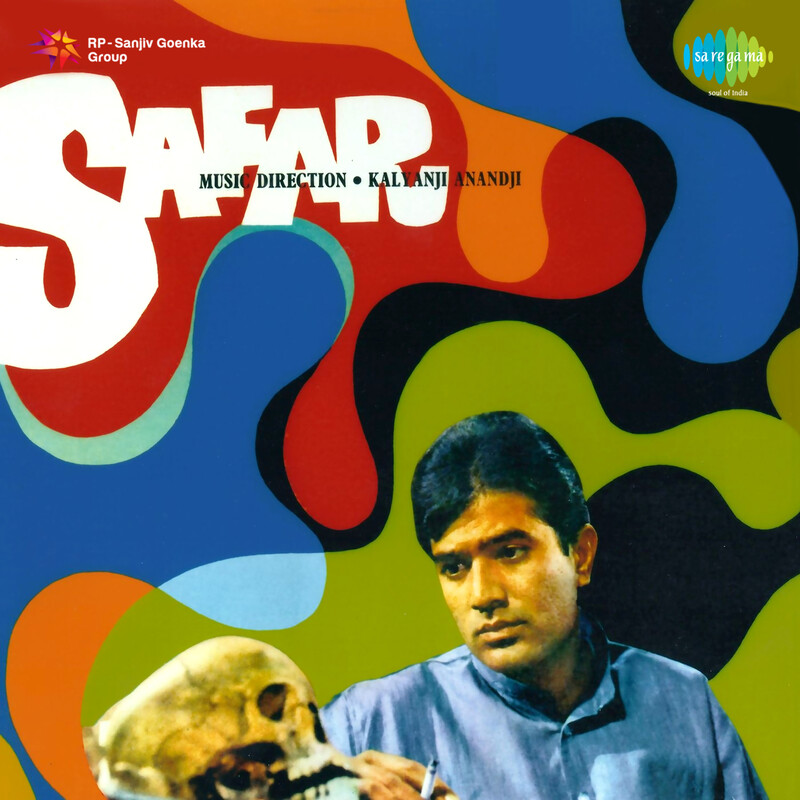 RP-Sanjiv Goenka
Group
sa re ga ma
soul of India
SAFAR
MUSIC DIRECTION • KALYANJI ANANDJI